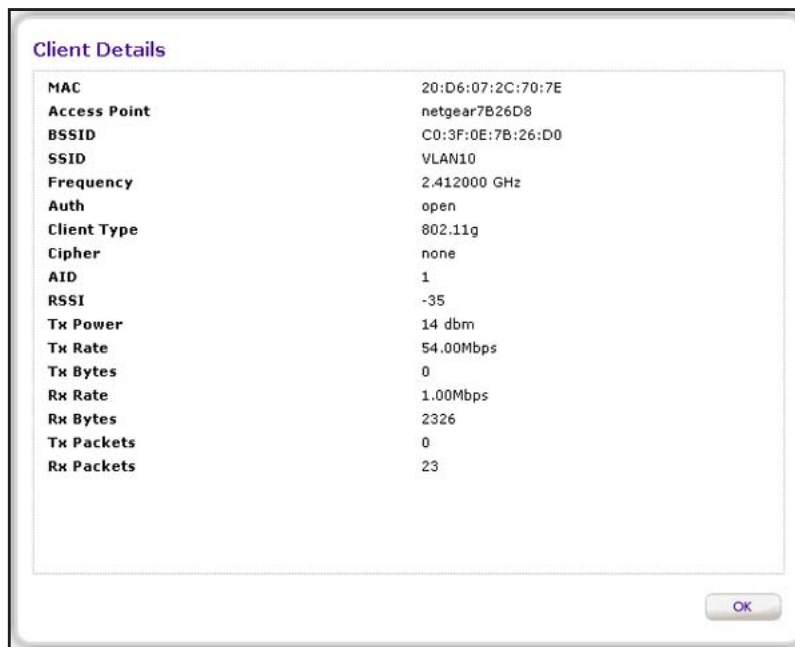 Client Details
MAC 20:D6:07:2C:70:7E
Access Point netgear7B26D8
BSSID C0:3F:0E:7B:26:D0
SSID VLAN10
Frequency 2.412000 GHz
Auth open
Client Type 802.11g
Cipher none
AID 1
RSSI -35
Tx Power 14 dbm
Tx Rate 54.00Mbps
Tx Bytes 0
Rx Rate 1.00Mbps
Rx Bytes 2326
Tx Packets 0
Rx Packets 23
OK